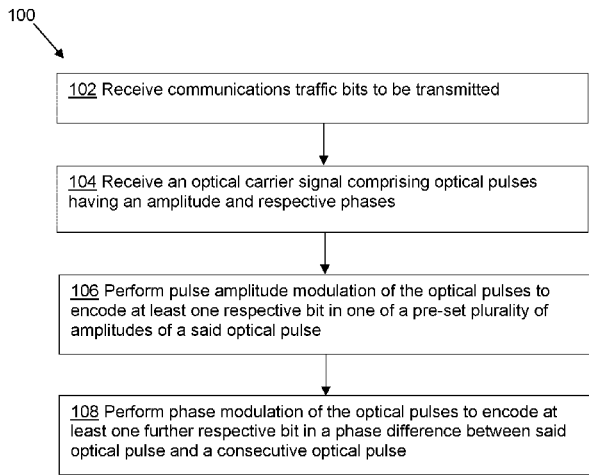 100
102 Receive communications traffic bits to be transmitted
104 Receive an optical carrier signal comprising optical pulses
having an amplitude and respective phases
106 Perform pulse amplitude modulation of the optical pulses to
encode at least one respective bit in one of a pre-set plurality of
amplitudes of a said optical pulse
108 Perform phase modulation of the optical pulses to encode at
least one further respective bit in a phase difference between said
optical pulse and a consecutive optical pulse